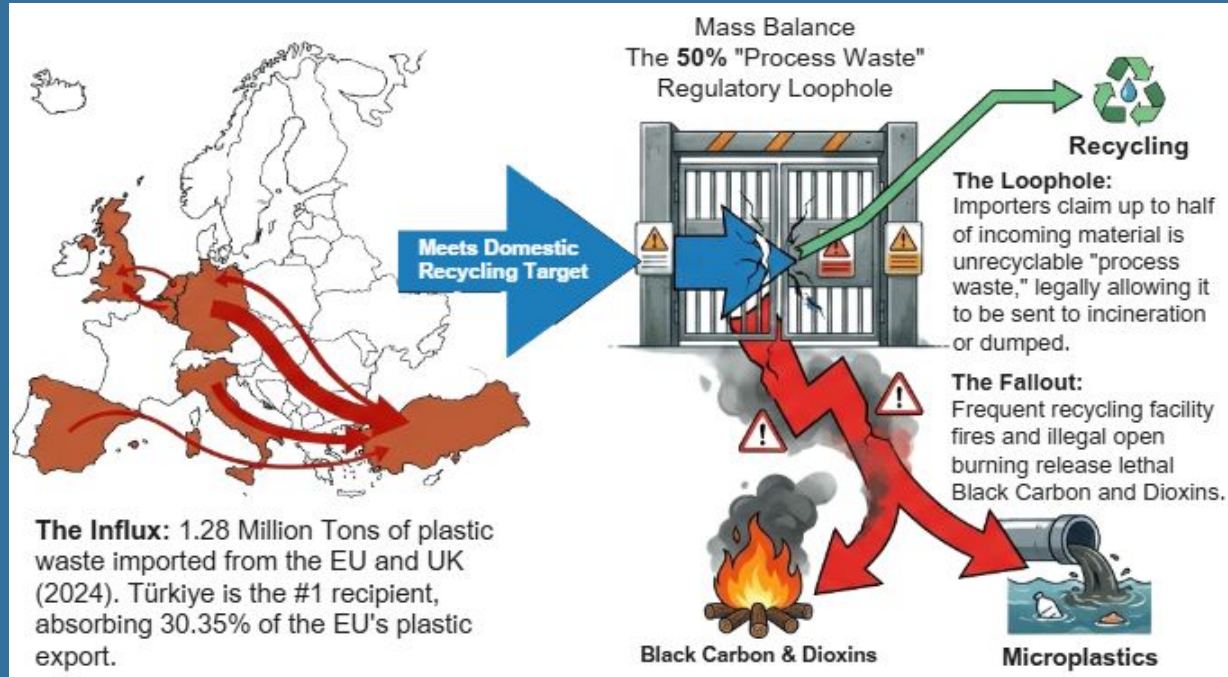 Mass Balance
The 50% "Process Waste"
Regulatory Loophole
Meets Domestic
Recycling Target
Recycling
The Loophole:
Importers claim up to half
of incoming material is
unrecyclable "process
waste," legally allowing it
to be sent to incineration
or dumped.
The Fallout:
Frequent recycling facility
fires and illegal open
burning release lethal
Black Carbon and Dioxins.
The Influx: 1.28 Million Tons of plastic
waste imported from the EU and UK
(2024). Türkiye is the #1 recipient,
absorbing 30.35% of the EU's plastic
export.
Black Carbon & Dioxins
Microplastics